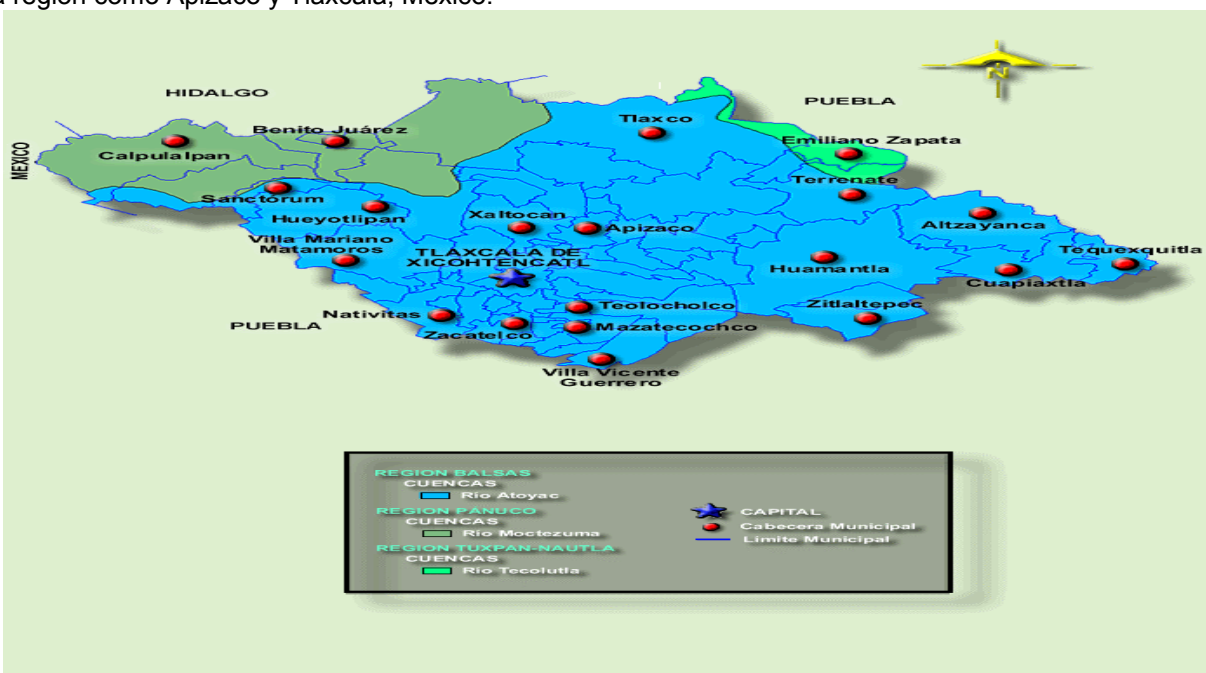 a región como Apizaco y Tlaxcala, México.
N
HIDALGO
PUEBLA
MEXICO
Tlaxco
Benito Juárez
Calpulalpan
Emiliano Zapata
Terrenate
Sanctórum
Hueyotlipan
Xaltocan
Apizaco
Altzayanca
Villa Mariano
Matamoros
TLAXCALA DE
XICOHTENCATL
Huamantla
Tequexquitla
Cuapiaxtla
Nativitas
PUEBLA
Zacatelco
Teolocholco
Mazatecochco
Zitlaltepec
Villa Vicente
Guerrero
REGION BALSAS
CUENCAS
Río Atoyac
REGION PANUCO
CUENCAS
Río Moctezuma
REGION TUXPAN-NAUTLA
CUENCAS
Río Tecolutla
CAPITAL
Cabecera Municipal
Limite Municipal